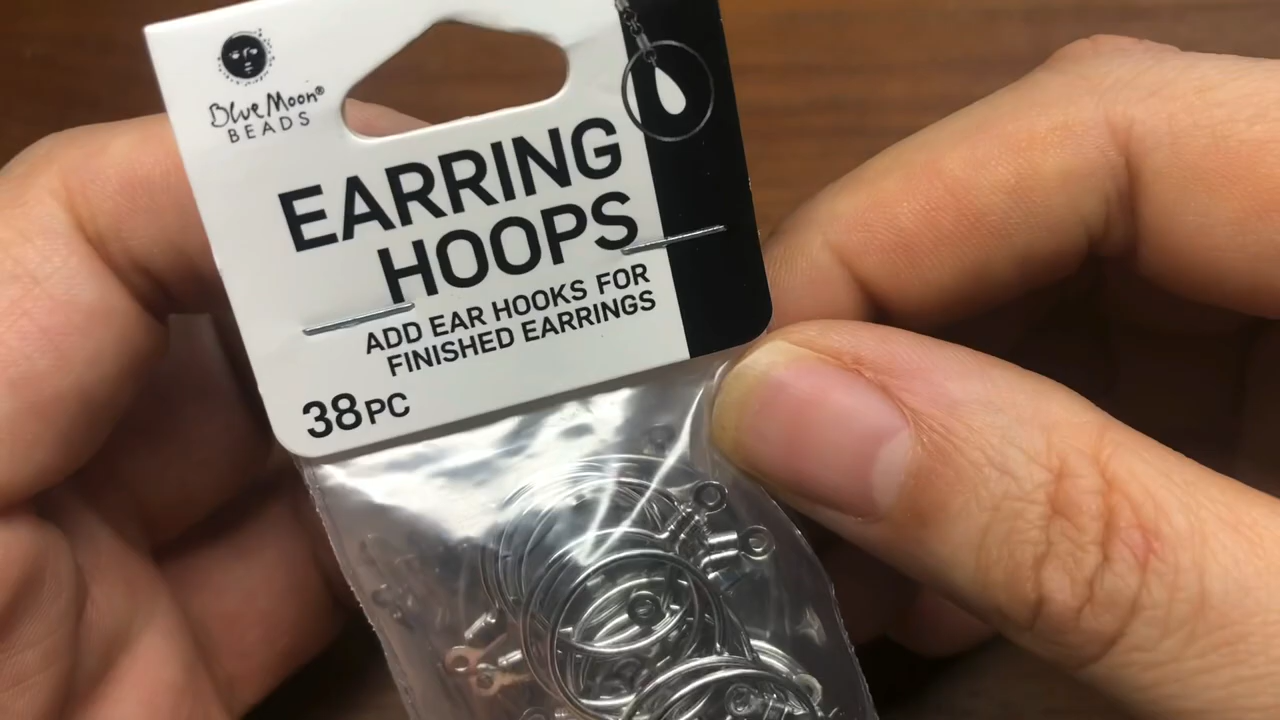 Blue Moon®
BEADS
EARRING
HOOPS
ADD EAR HOOKS FOR
FINISHED EARRINGS
38PC